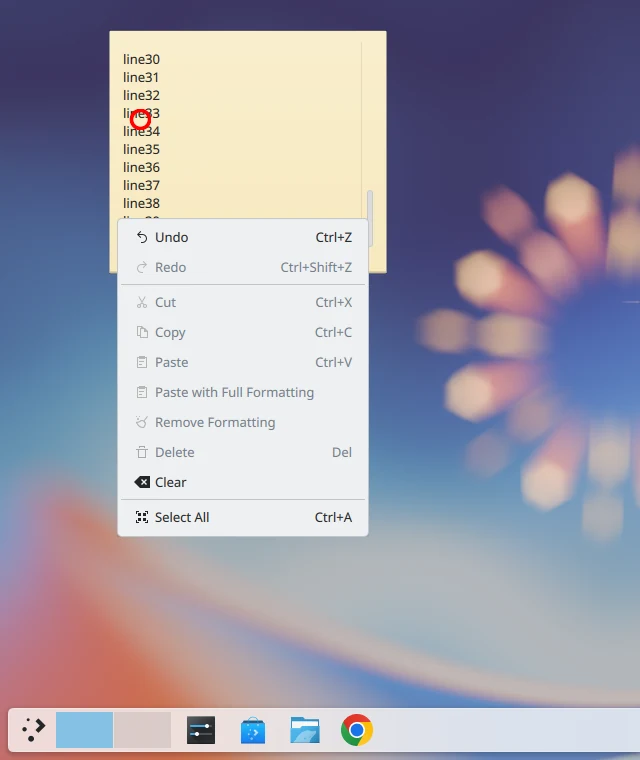 line30
line31
line32
line33
line34
line35
line36
line37
line38
Undo Ctrl+Z
Redo Ctrl+Shift+Z
Cut Ctrl+X
Copy Ctrl+C
Paste Ctrl+V
Paste with Full Formatting
Remove Formatting
Delete Del
Clear
Select All Ctrl+A